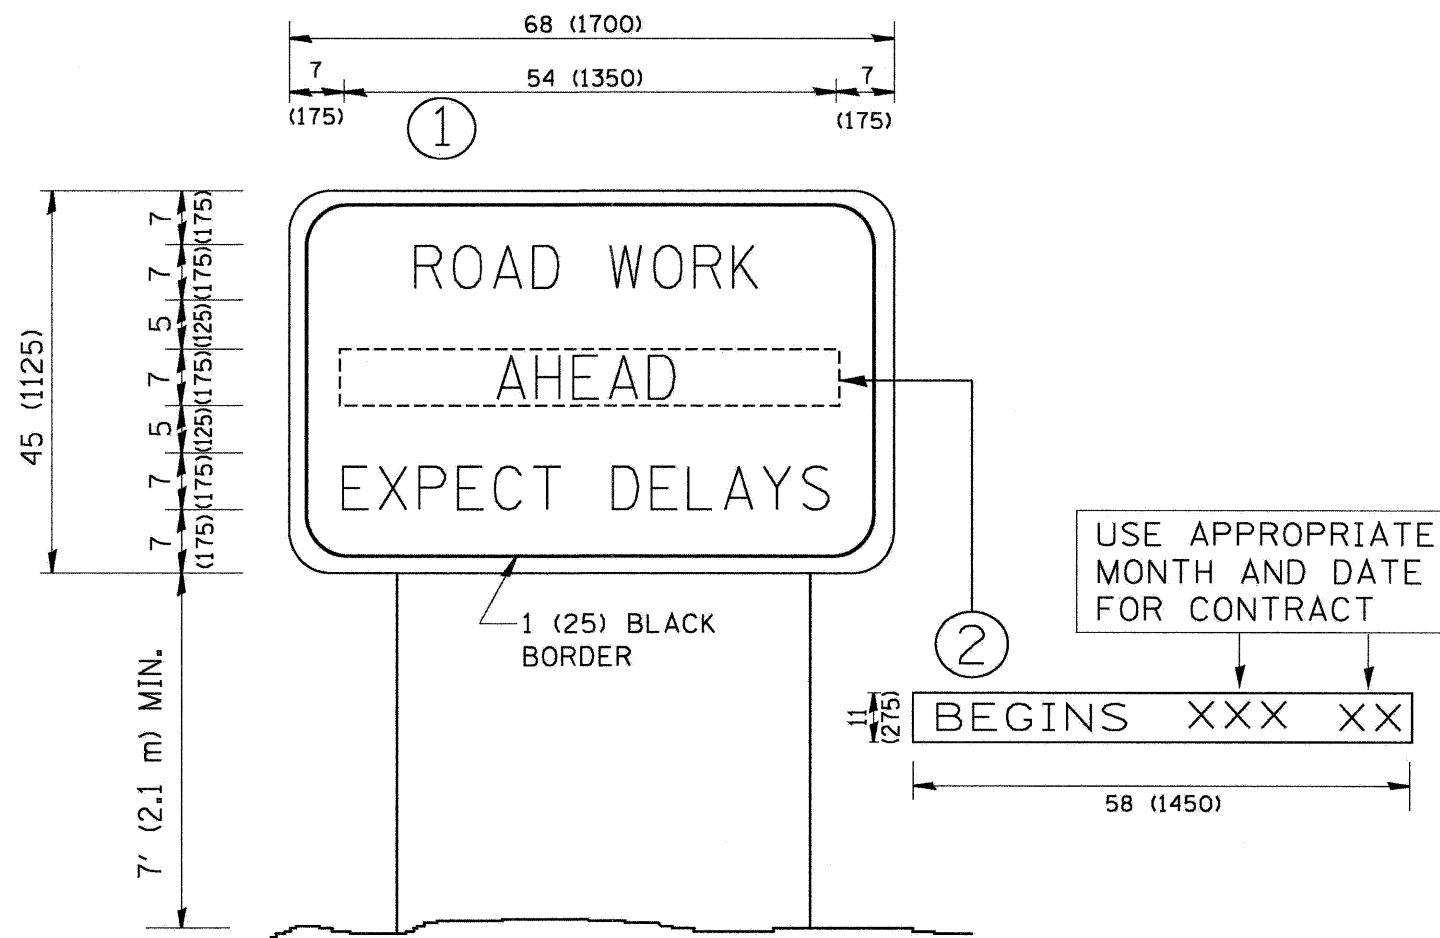 68 (1700)
7
54 (1350)
7
(175)
(175)
1
ROAD WORK
AHEAD
EXPECT DELAYS
45 (1125)
7 (175)
7 (175)
5 (125)
7 (175)
5 (125)
7 (175)
7 (175)
7' (2.1 m) MIN.
1 (25) BLACK
BORDER
2
USE APPROPRIATE
MONTH AND DATE
FOR CONTRACT
11
(275)
BEGINS XXX XX
58 (1450)